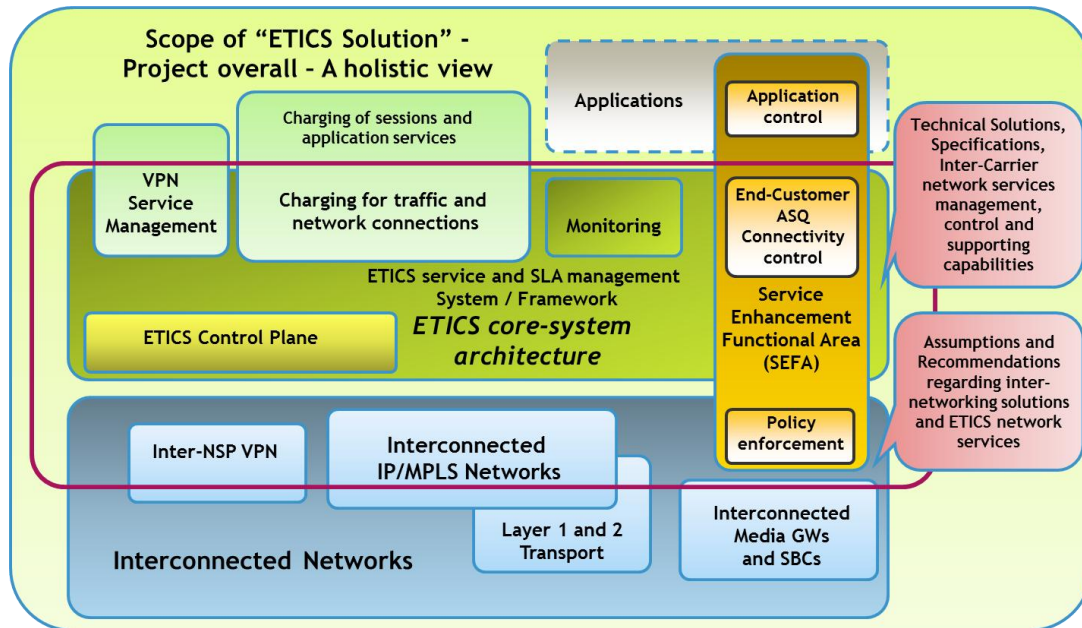 Scope of “ETICS Solution” -
Project overall – A holistic view
Applications
Application
control
Charging of sessions and
application services
Charging for traffic and
network connections
VPN
Service
Management
Monitoring
End-Customer
ASQ
Connectivity
control
Technical Solutions,
Specifications,
Inter-Carrier
network services
management,
control and
supporting
capabilities
ETICS service and SLA management
System / Framework
ETICS core-system
architecture
ETICS Control Plane
Service
Enhancement
Functional Area
(SEFA)
Assumptions and
Recommendations
regarding inter-
networking solutions
and ETICS network
services
Policy
enforcement
Inter-NSP VPN
Interconnected
IP/MPLS Networks
Layer 1 and 2
Transport
Interconnected
Media GWs
and SBCs
Interconnected Networks